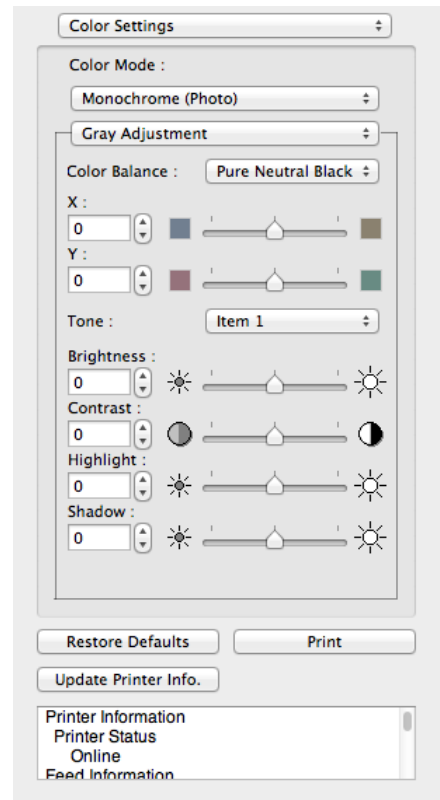 Color Settings
Color Mode :
Monochrome (Photo)
Gray Adjustment
Color Balance : Pure Neutral Black
X :
0
Y :
0
Tone : Item 1
Brightness :
0
Contrast :
0
Highlight :
0
Shadow :
0
Restore Defaults Print
Update Printer Info.
Printer Information
Printer Status
Online
Feed Information